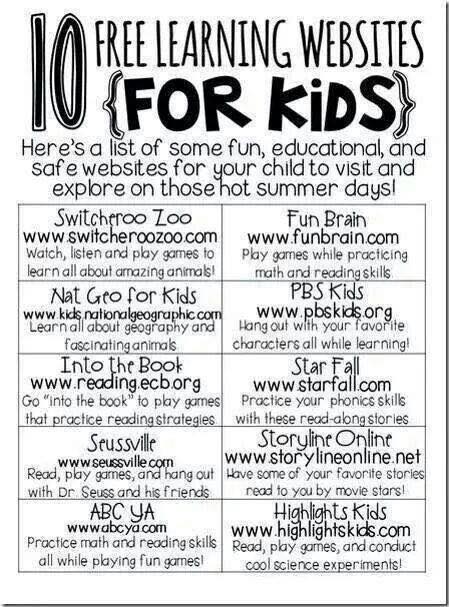 10 FREE LEARNING WEBSITES
{FOR KiDS}
Here's a list of some fun, educational, and
safe websites for your child to visit and
explore on those hot summer days!
Switcheroo Zoo
www.switcheroozoo.com
Watch, listen and play games to
learn all about amazing animals!
Fun Brain
www.funbrain.com
Play games while practicing
math and reading skills.
Nat Geo for Kids
www.kids.nationalgeographic.com
Learn all about geography and
fascinating animals.
PBS Kids
www.pbskids.org
Hang out with your favorite
characters all while learning!
Into the Book
www.reading.ecb.org
Go "into the book" to play games
that practice reading strategies.
Star Fall
www.starfall.com
Practice your phonics skills
with these read-along stories.
Seussville
www.seussville.com
Read, play games, and hang out
with Dr. Seuss and his friends.
Storyline Online
www.storylineonline.net
Have some of your favorite stories
read to you by movie stars!
ABC YA
www.abcya.com
Practice math and reading skills
all while playing fun games!
Highlights Kids
www.highlightskids.com
Read, play games, and conduct
cool science experiments!